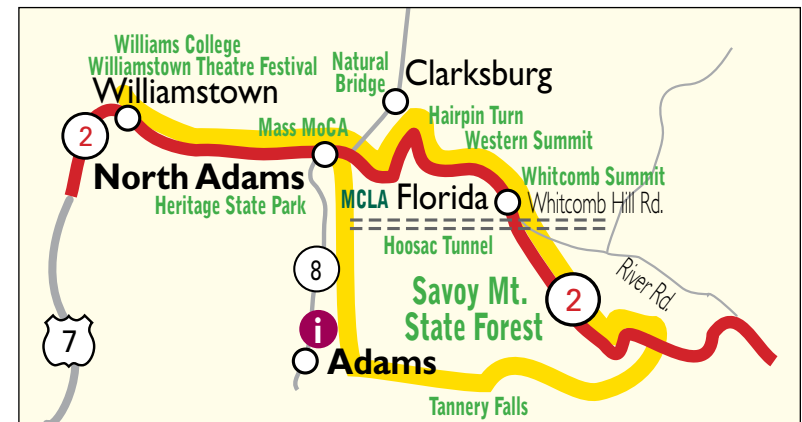 Williams College
Williamstown Theatre Festival
Williamstown
Natural
Bridge
Clarksburg
2
Mass MoCA
Hairpin Turn
Western Summit
North Adams
Heritage State Park
MCLA
Florida
Whitcomb Summit
Whitcomb Hill Rd.
Hoosac Tunnel
8
River Rd.
Savoy Mt.
State Forest
2
7
i
Adams
Tannery Falls